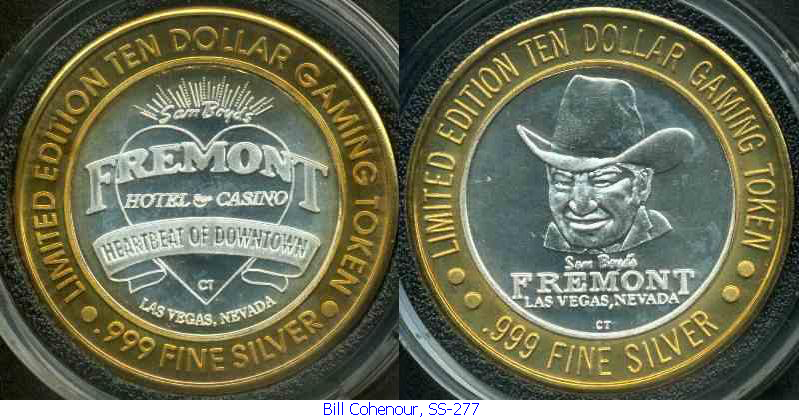 LIMITED EDITION TEN DOLLAR GAMING TOKEN
Sam Boyd's
FREMONT
HOTEL & CASINO
HEARTBEAT OF DOWNTOWN
CT
LAS VEGAS, NEVADA
.999 FINE SILVER
LIMITED EDITION TEN DOLLAR GAMING TOKEN
Sam Boyd's
FREMONT
LAS VEGAS, NEVADA
CT
.999 FINE SILVER
Bill Cohenour, SS-277